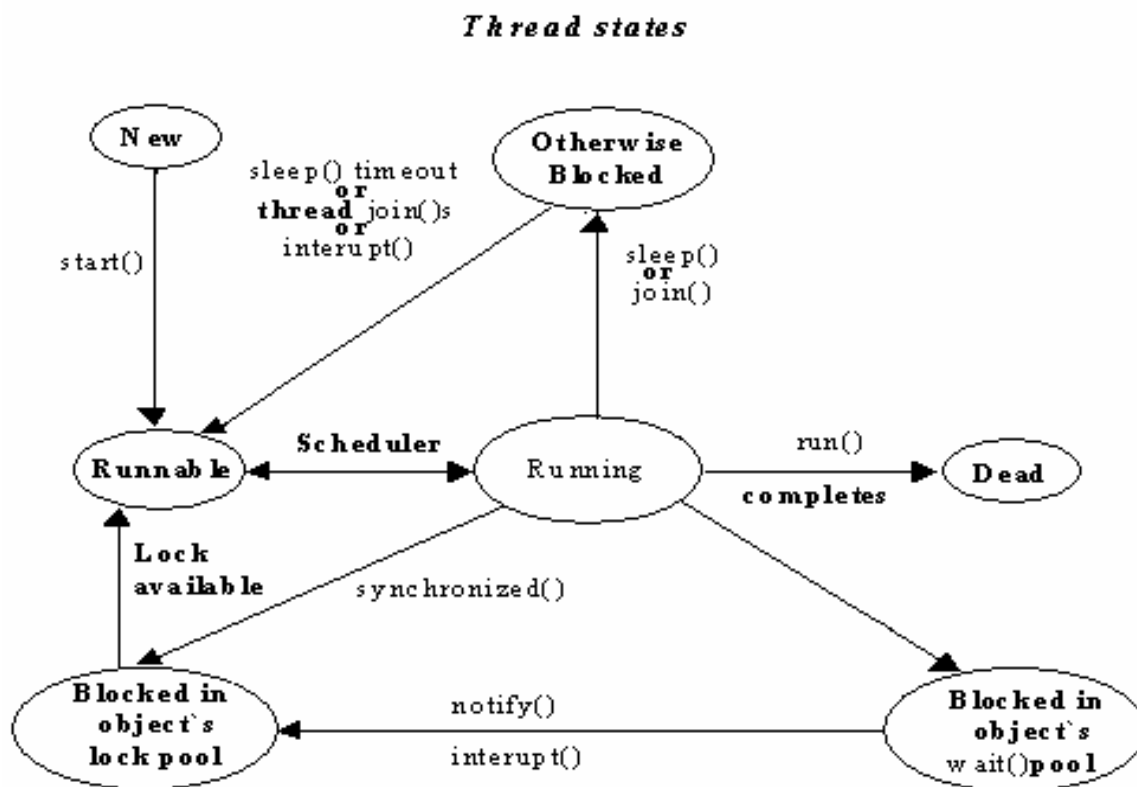 Thread states
New
Otherwise
Blocked
sleep() timeout
or
thread join()s
or
interupt()
start()
sleep()
or
join()
Runnable
Scheduler
Running
run()
completes
Dead
Lock
available
synchronized()
Blocked in
object`s
lock pool
notify()
interupt()
Blocked in
object`s
wait()pool